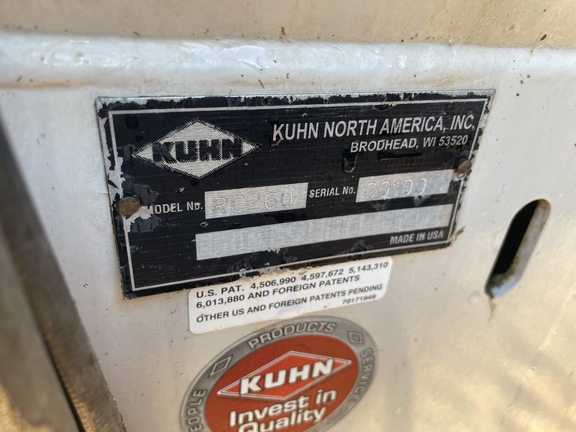 KUHN
KUHN NORTH AMERICA, INC.
BRODHEAD, WI 53520
MODEL No. SERIAL No.
MADE IN USA
U.S. PAT. 4,506,990 4,597,672 5,143,310
6,013,880 AND FOREIGN PATENTS
OTHER US AND FOREIGN PATENTS PENDING
70171949
PEOPLE PRODUCTS
KUHN
Invest in
Quality